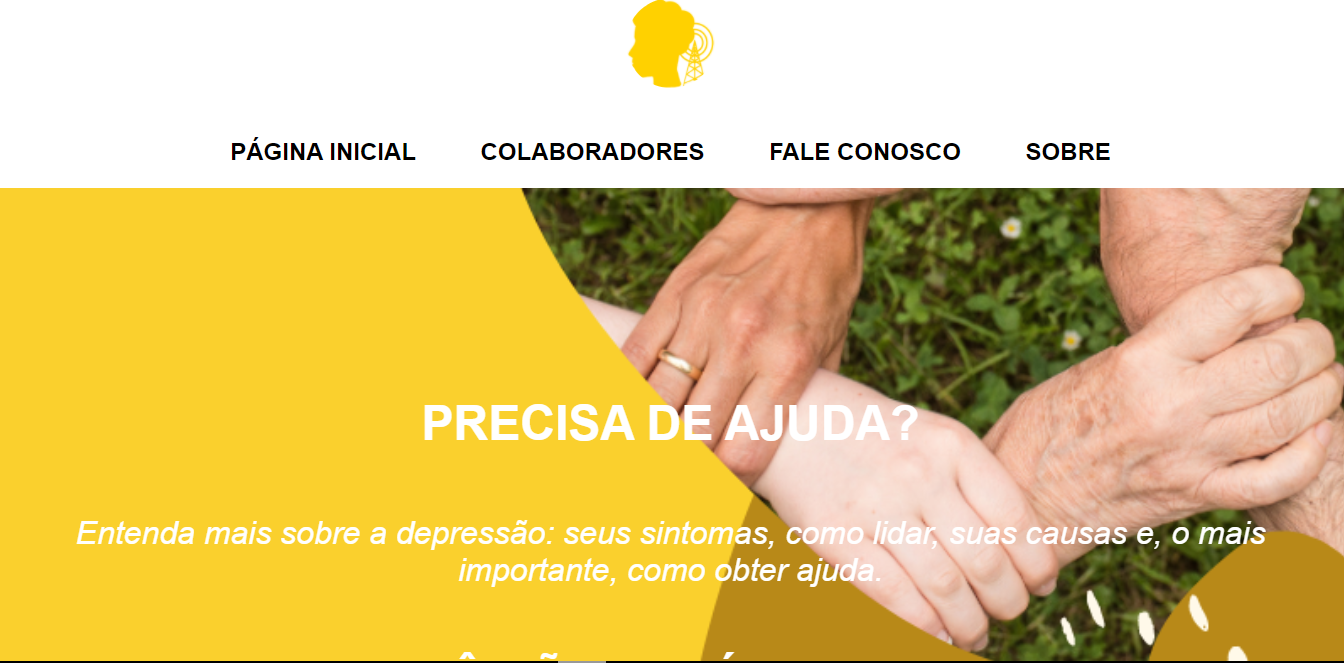 PÁGINA INICIAL COLABORADORES FALE CONOSCO SOBRE
PRECISA DE AJUDA?
Entenda mais sobre a depressão: seus sintomas, como lidar, suas causas e, o mais
importante, como obter ajuda.